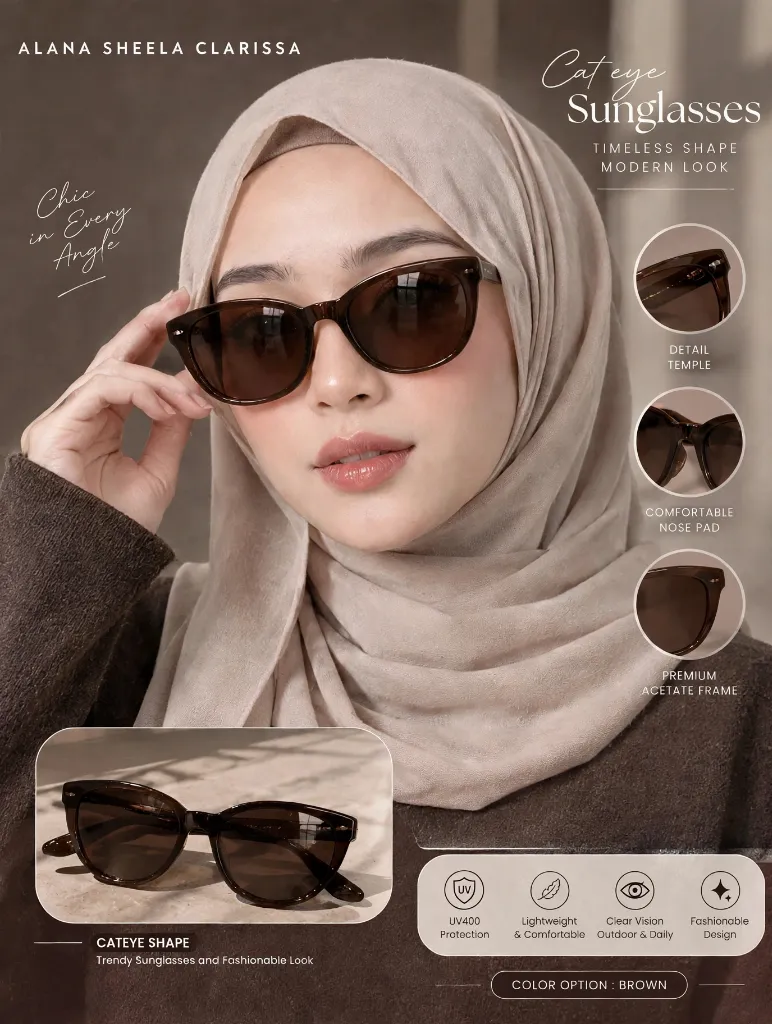 ALANA SHEELA CLARISSA
Cat eye
Sunglasses
TIMELESS SHAPE
MODERN LOOK
Chic
in Every
Angle
DETAIL
TEMPLE
COMFORTABLE
NOSE PAD
PREMIUM
ACETATE FRAME
CATEYE SHAPE
Trendy Sunglasses and Fashionable Look
UV
UV400
Protection
Lightweight
& Comfortable
Clear Vision
Outdoor & Daily
Fashionable
Design
COLOR OPTION : BROWN